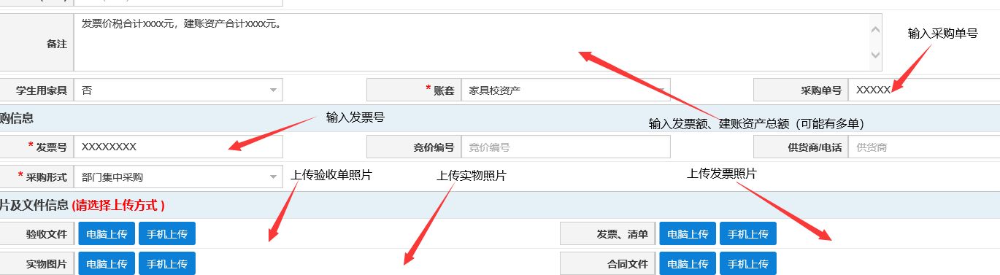 发票价税合计xxxx元，建账资产合计xxxx元。
输入采购单号
备注
学生用家具 否 * 账套 家具校资产 采购单号 XXXXX
购信息
输入发票号
输入发票额、建账资产总额（可能有多单）
* 发票号 XXXXXXXX 竞价编号 竞价编号 供货商/电话 供货商
* 采购形式 部门集中采购
上传验收单照片 上传实物照片 上传发票照片
片及文件信息 (请选择上传方式 )
验收文件 电脑上传 手机上传 发票、清单 电脑上传 手机上传
实物图片 电脑上传 手机上传 合同文件 电脑上传 手机上传